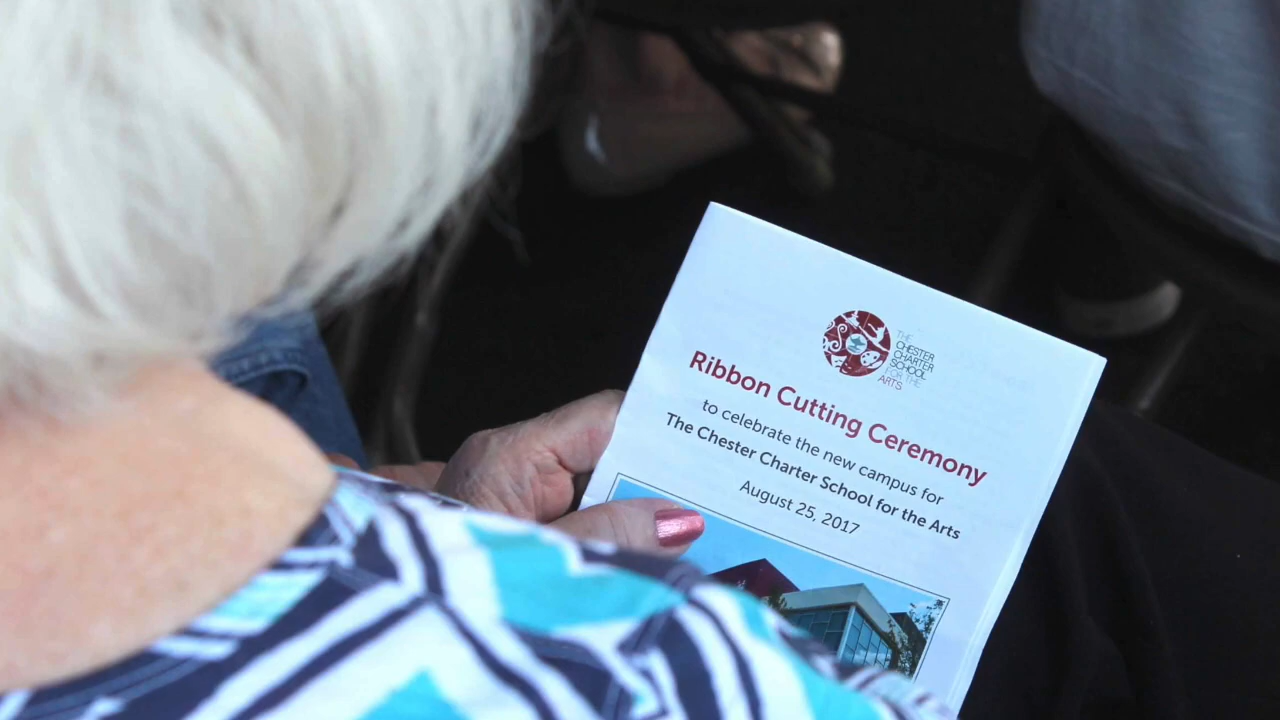 THE
CHESTER
CHARTER
SCHOOL
FOR THE
ARTS
Ribbon Cutting Ceremony
to celebrate the new campus for
The Chester Charter School for the Arts
August 25, 2017